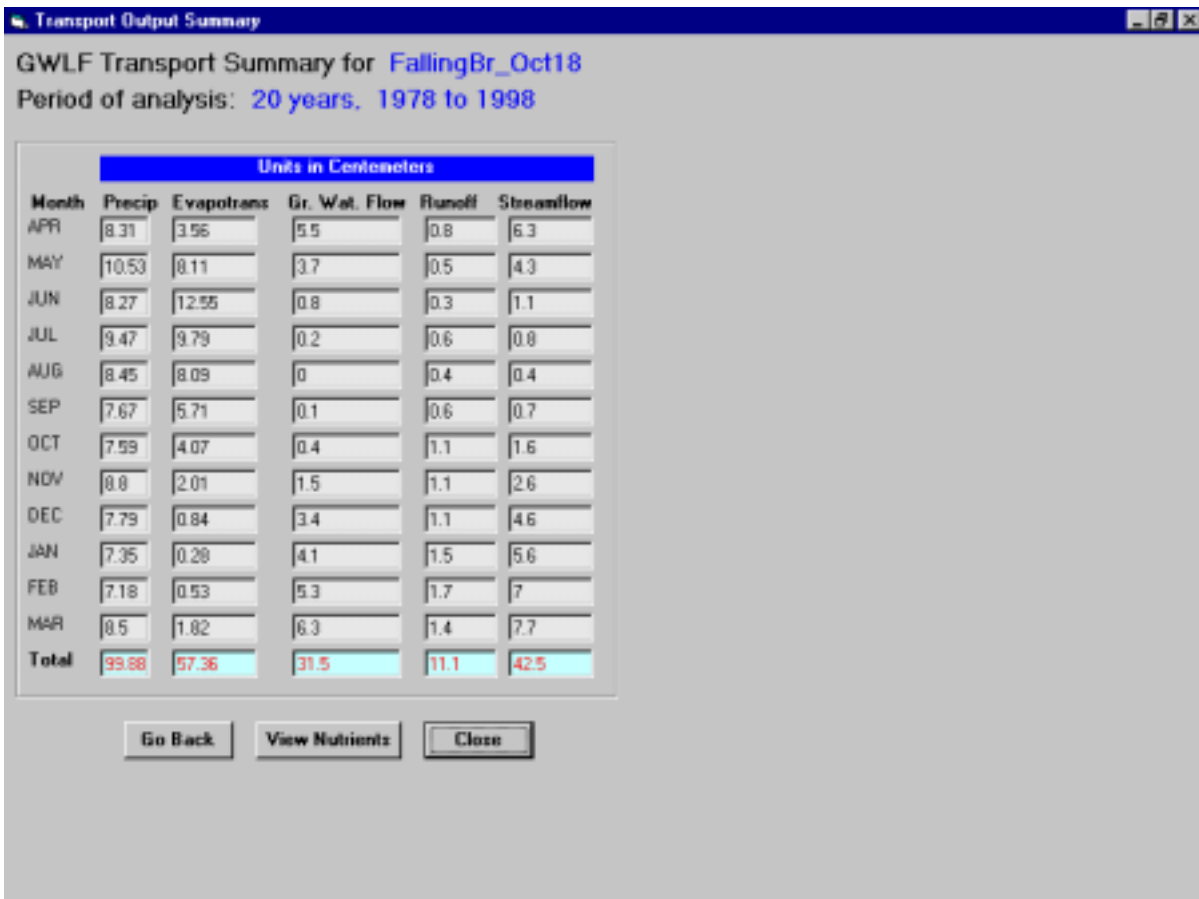 Transport Output Summary
GWLF Transport Summary for FallingBr_Oct18
Period of analysis: 20 years, 1978 to 1998
Units in Centemeters
Month Precip Evapotrans Gr. Wat. Flow Runoff Streamflow
APR 8.31 3.56 5.5 0.8 6.3
MAY 10.53 8.11 3.7 0.5 4.3
JUN 8.27 12.55 0.8 0.3 1.1
JUL 9.47 9.79 0.2 0.6 0.8
AUG 8.45 8.09 0 0.4 0.4
SEP 7.67 5.71 0.1 0.6 0.7
OCT 7.59 4.07 0.4 1.1 1.6
NOV 8.8 2.01 1.5 1.1 2.6
DEC 7.79 0.84 3.4 1.1 4.6
JAN 7.35 0.28 4.1 1.5 5.6
FEB 7.18 0.53 5.3 1.7 7
MAR 8.5 1.82 6.3 1.4 7.7
Total 99.88 57.36 31.5 11.1 42.5
Go Back View Nutrients Close